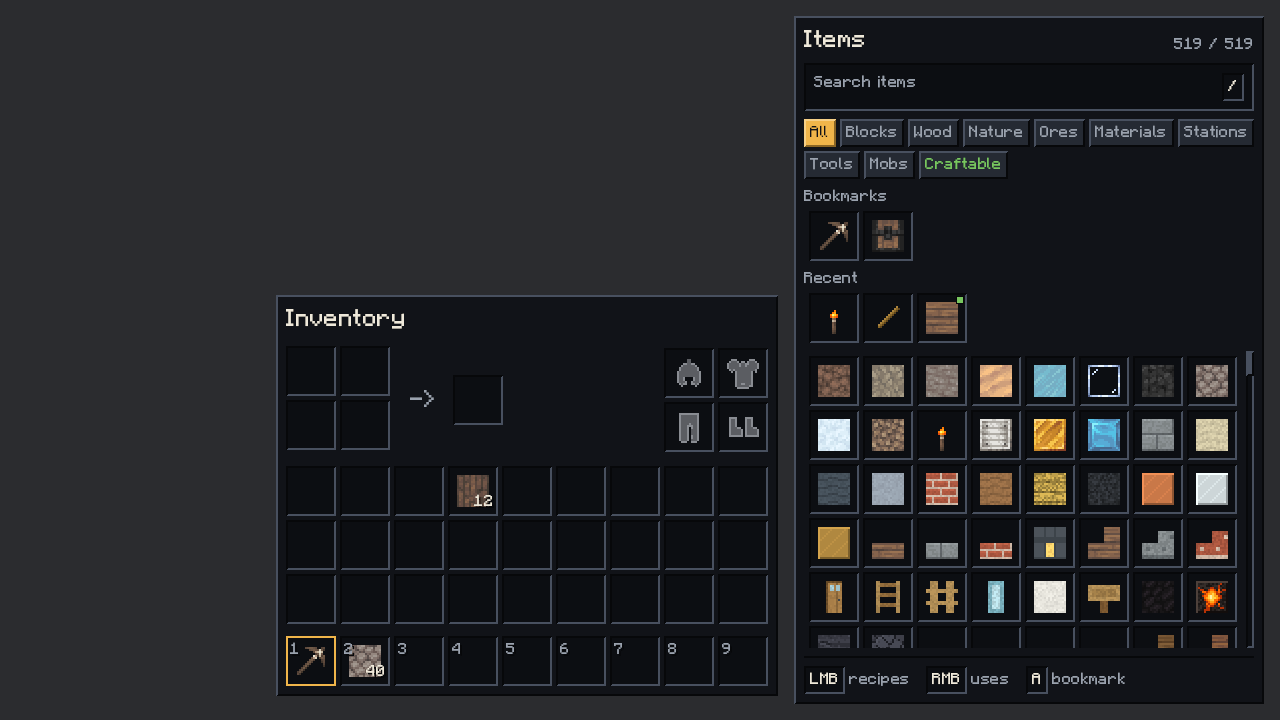 Items
519 / 519
Search items
/
All Blocks Wood Nature Ores Materials Stations
Tools Mobs Craftable
Bookmarks
Recent
Inventory
->
12
1 2 3 4 5 6 7 8 9
40
LMB recipes RMB uses A bookmark